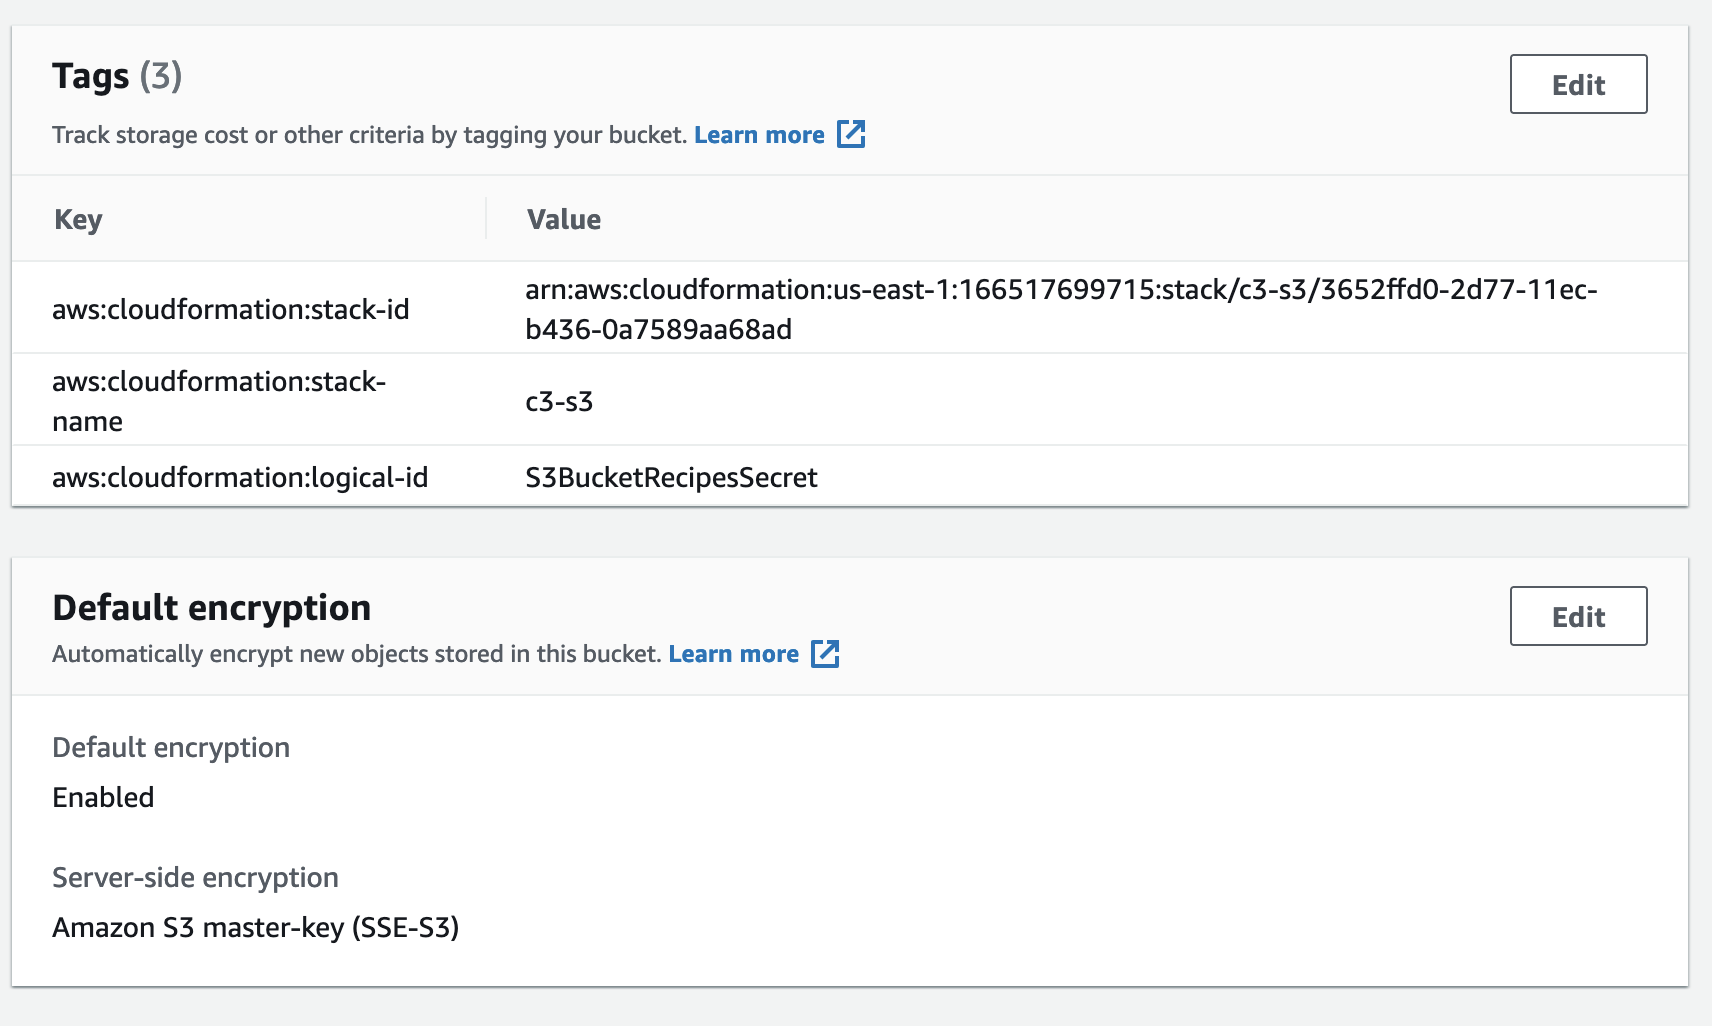 Tags (3)
Edit
Track storage cost or other criteria by tagging your bucket. Learn more
Key
Value
aws:cloudformation:stack-id
arn:aws:cloudformation:us-east-1:166517699715:stack/c3-s3/3652ffd0-2d77-11ec-
b436-0a7589aa68ad
aws:cloudformation:stack-
name
c3-s3
aws:cloudformation:logical-id
S3BucketRecipesSecret
Default encryption
Edit
Automatically encrypt new objects stored in this bucket. Learn more
Default encryption
Enabled
Server-side encryption
Amazon S3 master-key (SSE-S3)